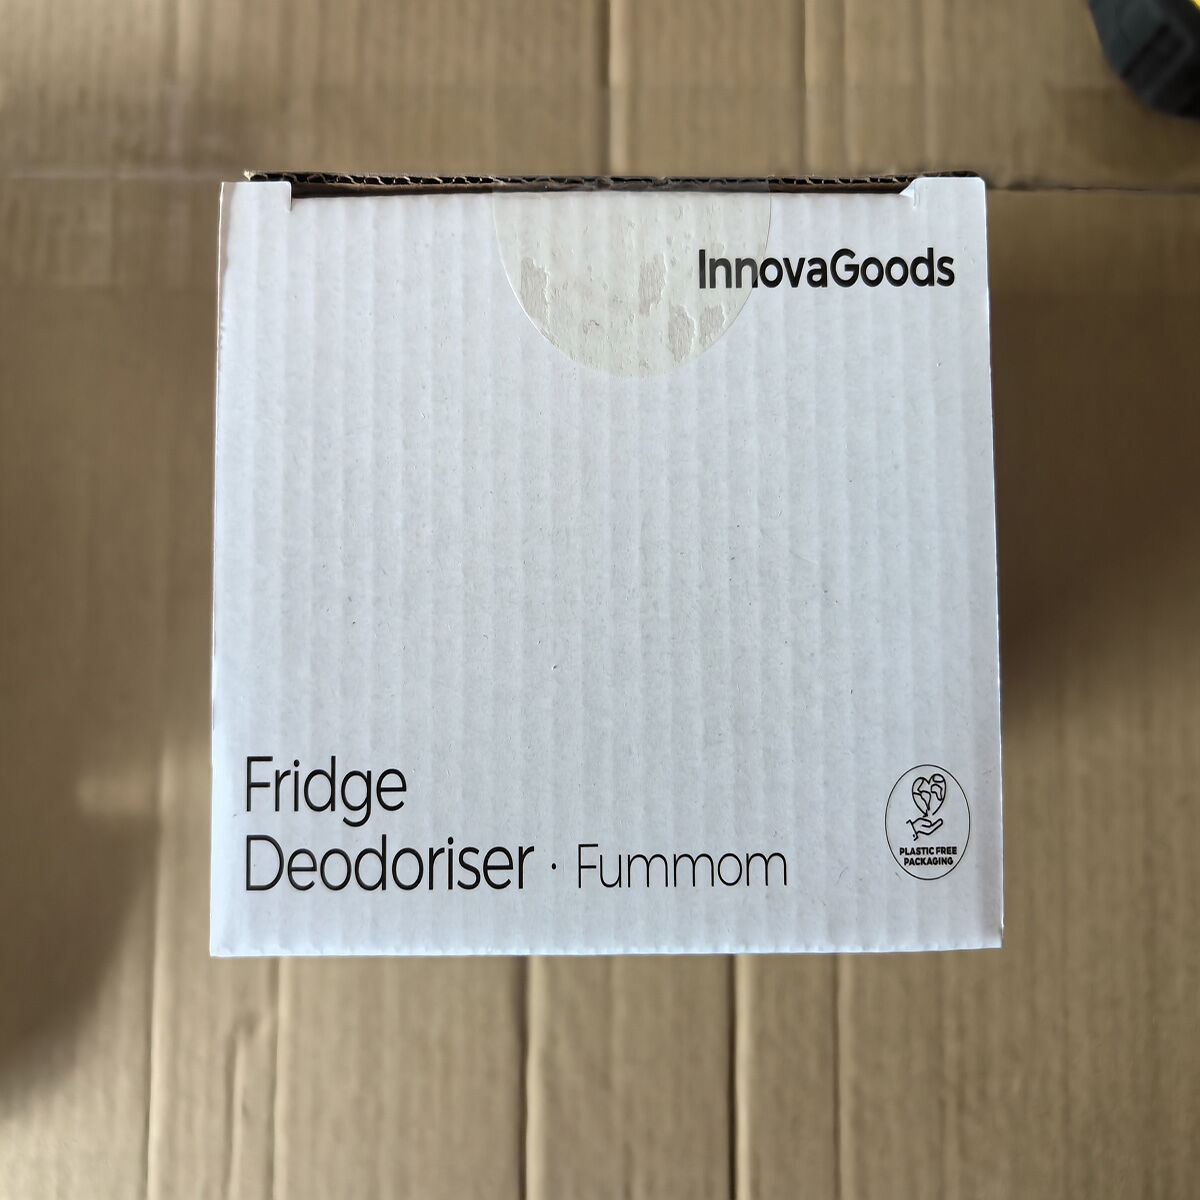 InnovaGoods
Fridge
Deodoriser · Fummom
PLASTIC FREE
PACKAGING